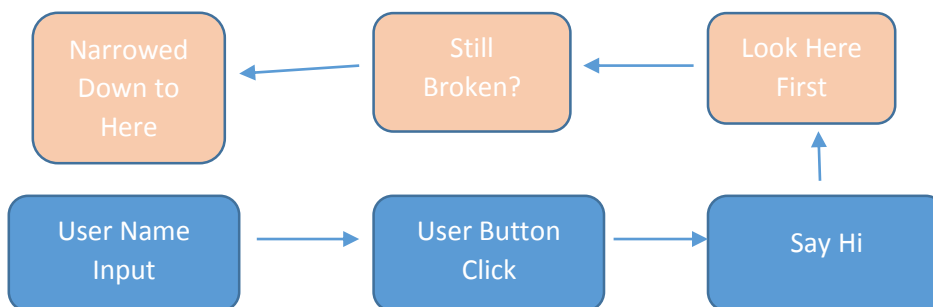 Narrowed
Down to
Here
Still
Broken?
Look Here
First
User Name
Input
User Button
Click
Say Hi